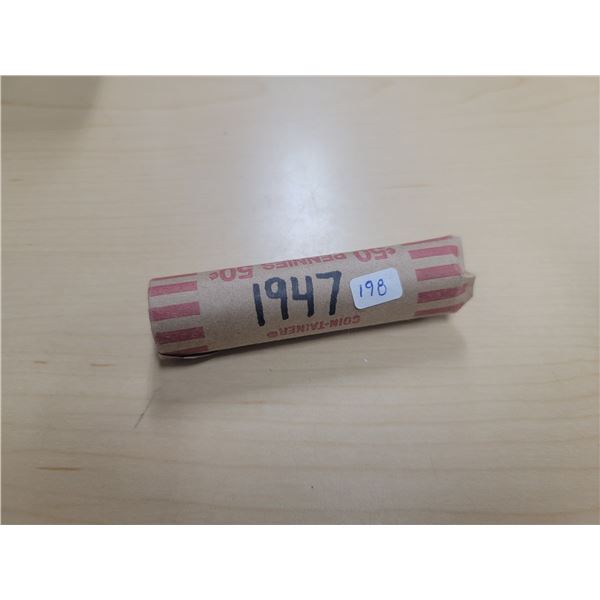 $.50 PENNIES 50¢
1947 198
COIN-TAINER®